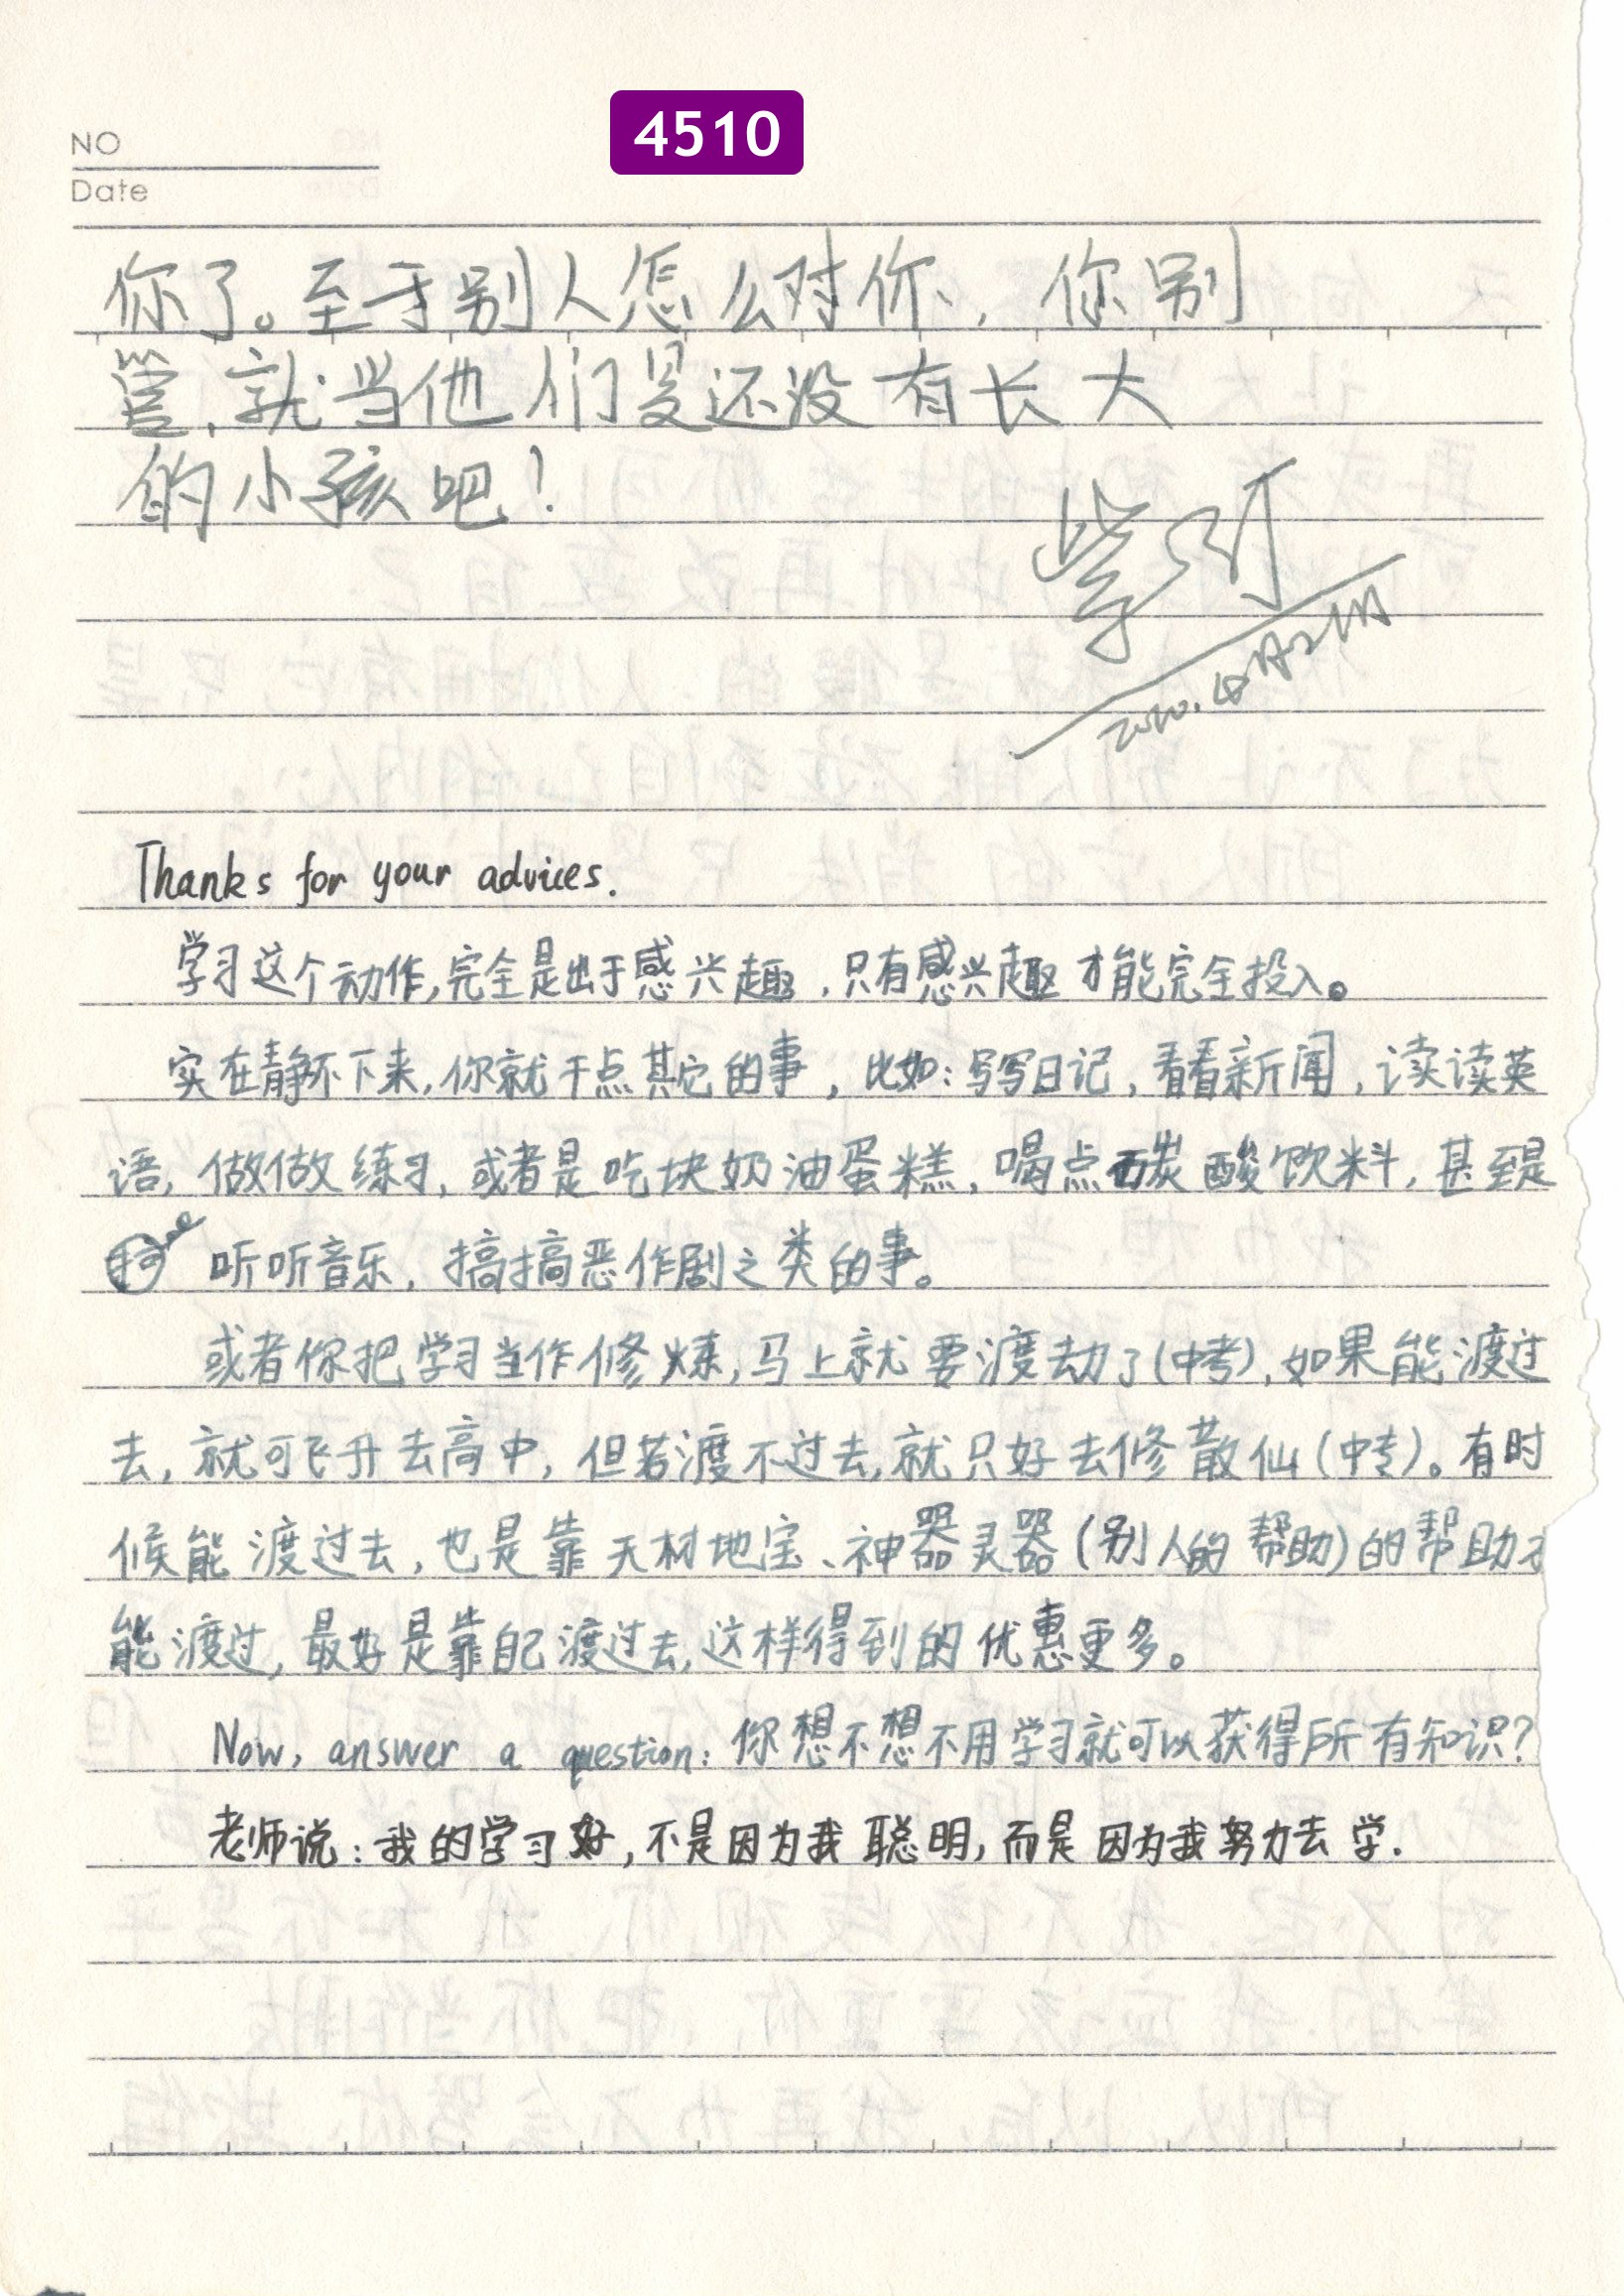 4510
NO
Date
你了。至于别人怎么对你，你别
管，就当他们是还没有长大
的小孩吧！
2020.4月21日
Thanks for your advices.
学习这个动作，完全是出于感兴趣，只有感兴趣才能完全投入。
实在静不下来，你就干点其它的事，比如：写写日记，看看新闻，读读英
语，做做练习，或者是吃块奶油蛋糕，喝点碳酸饮料，甚至是
听听音乐，搞搞恶作剧之类的事。
或者你把学习当作修炼，马上就要渡劫了（中考），如果能渡过
去，就可飞升去高中，但若渡不过去，就只好去修散仙（中专）。有时
候能渡过去，也是靠天材地宝、神器灵器（别人的帮助）的帮助才
能渡过，最好是靠自己渡过去，这样得到的优惠更多。
Now, answer a question: 你想不想不用学习就可以获得所有知识？
老师说：我的学习好，不是因为我聪明，而是因为我努力去学.